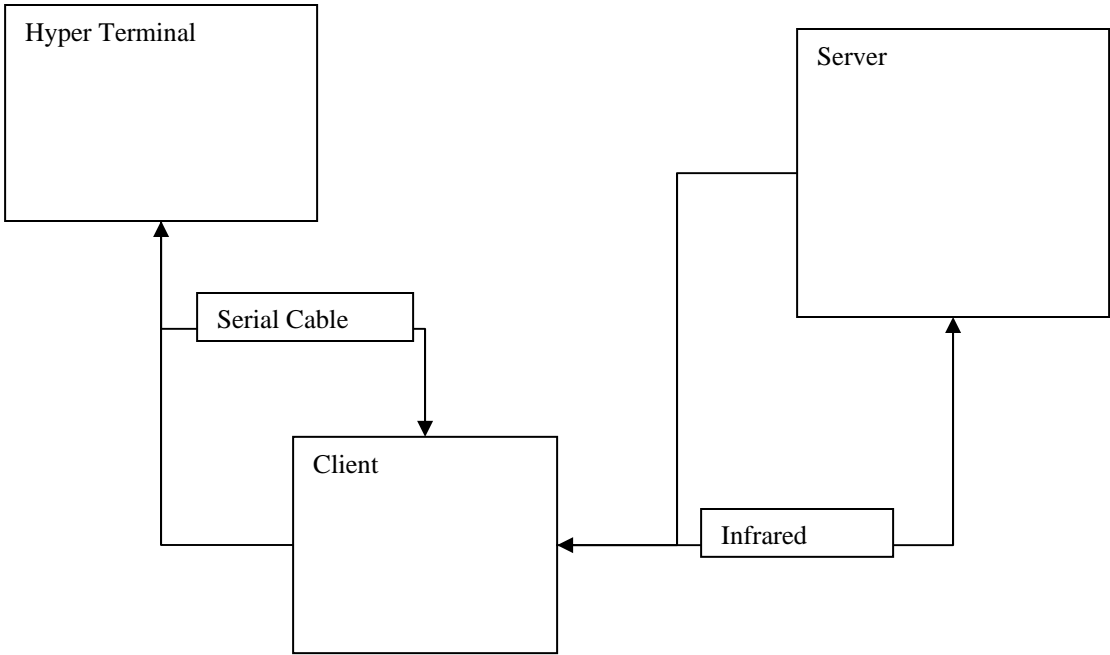 Hyper Terminal
Server
Serial Cable
Client
Infrared